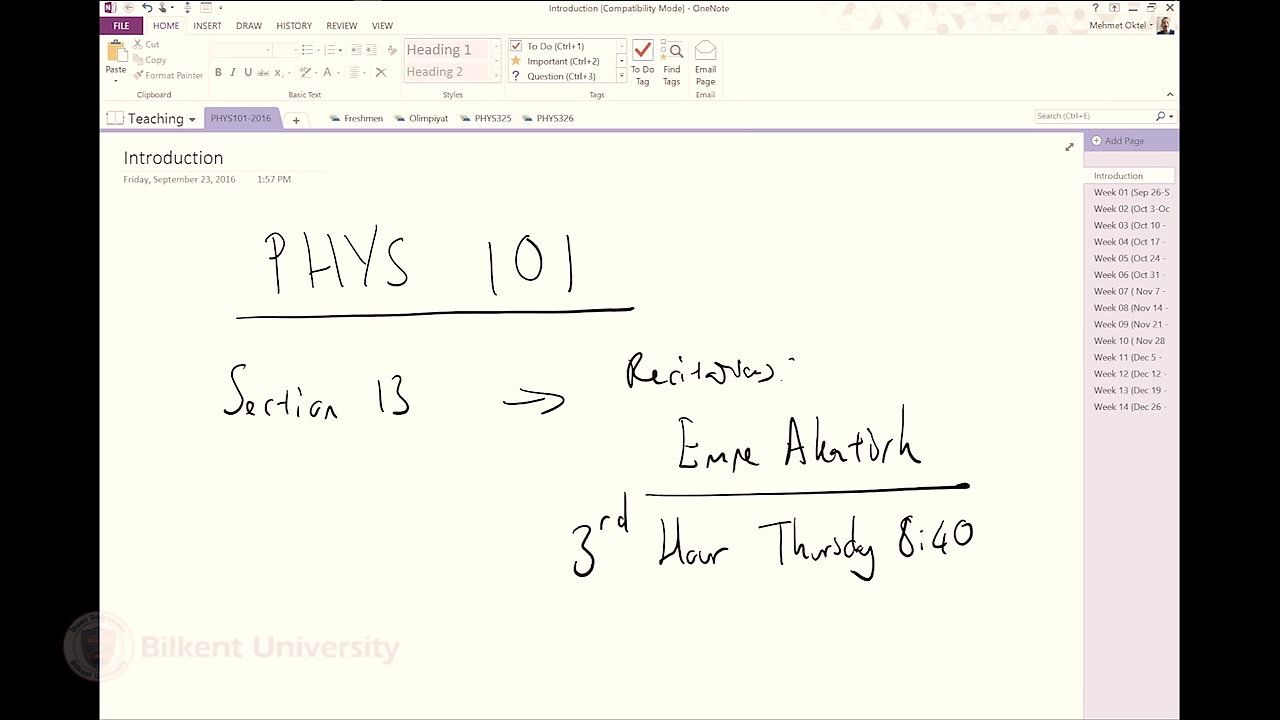 Introduction [Compatibility Mode] - OneNote
FILE HOME INSERT DRAW HISTORY REVIEW VIEW
Mehmet Oktel
Paste
Cut
Copy
Format Painter
Clipboard
B I U abc
Basic Text
Heading 1
Heading 2
Styles
To Do (Ctrl+1)
Important (Ctrl+2)
Question (Ctrl+3)
Tags
To Do Tag
Find Tags
Email Page
Email
Teaching PHYS101-2016 + Freshmen Olimpiyat PHYS325 PHYS326
Search (Ctrl+E)
Introduction
Friday, September 23, 2016 1:57 PM
PHYS 101
Section 13 → Recitations:
Emre Akatürk
3rd Hour Thursday 8:40
Bilkent University
Add Page
Introduction
Week 01 (Sep 26-S
Week 02 (Oct 3-Oc
Week 03 (Oct 10 -
Week 04 (Oct 17 -
Week 05 (Oct 24 -
Week 06 (Oct 31 -
Week 07 ( Nov 7 -
Week 08 (Nov 14 -
Week 09 (Nov 21 -
Week 10 ( Nov 28
Week 11 (Dec 5 -
Week 12 (Dec 12 -
Week 13 (Dec 19 -
Week 14 (Dec 26 -